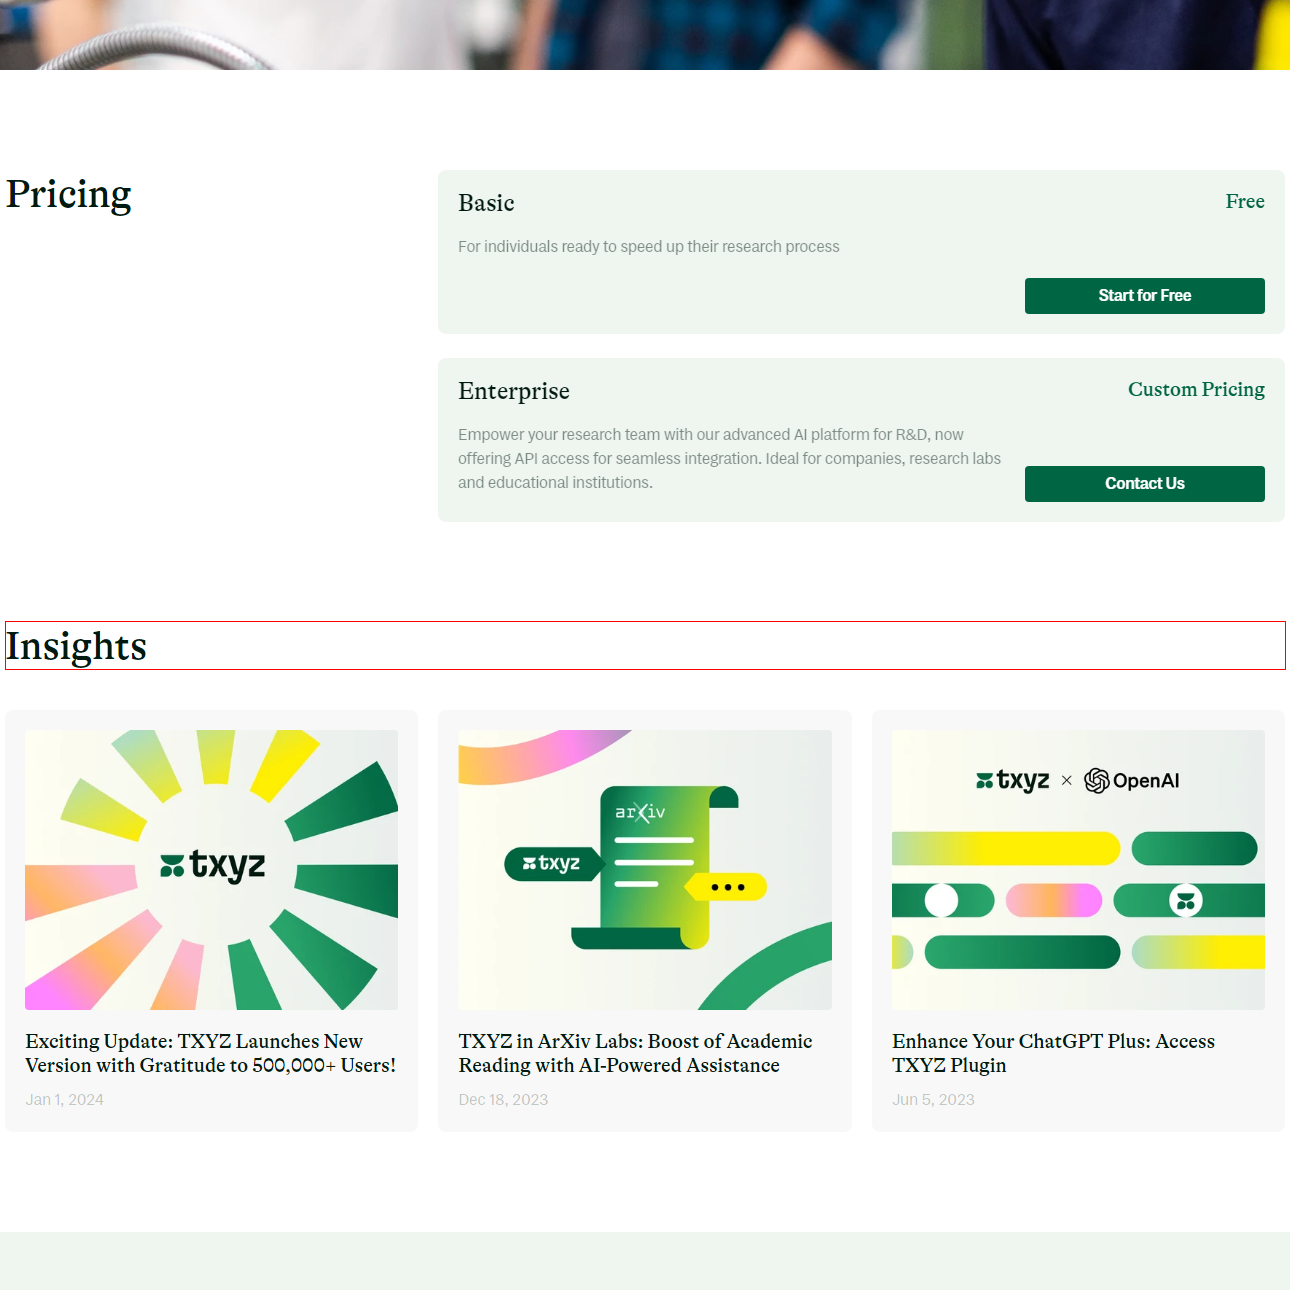 Pricing
Basic
Free
For individuals ready to speed up their research process
Start for Free
Enterprise
Custom Pricing
Empower your research team with our advanced AI platform for R&D, now
offering API access for seamless integration. Ideal for companies, research labs
and educational institutions.
Contact Us
Insights
txyz
Exciting Update: TXYZ Launches New
Version with Gratitude to 500,000+ Users!
Jan 1, 2024
arXiv
txyz
TXYZ in ArXiv Labs: Boost of Academic
Reading with AI-Powered Assistance
Dec 18, 2023
txyz × OpenAI
Enhance Your ChatGPT Plus: Access
TXYZ Plugin
Jun 5, 2023